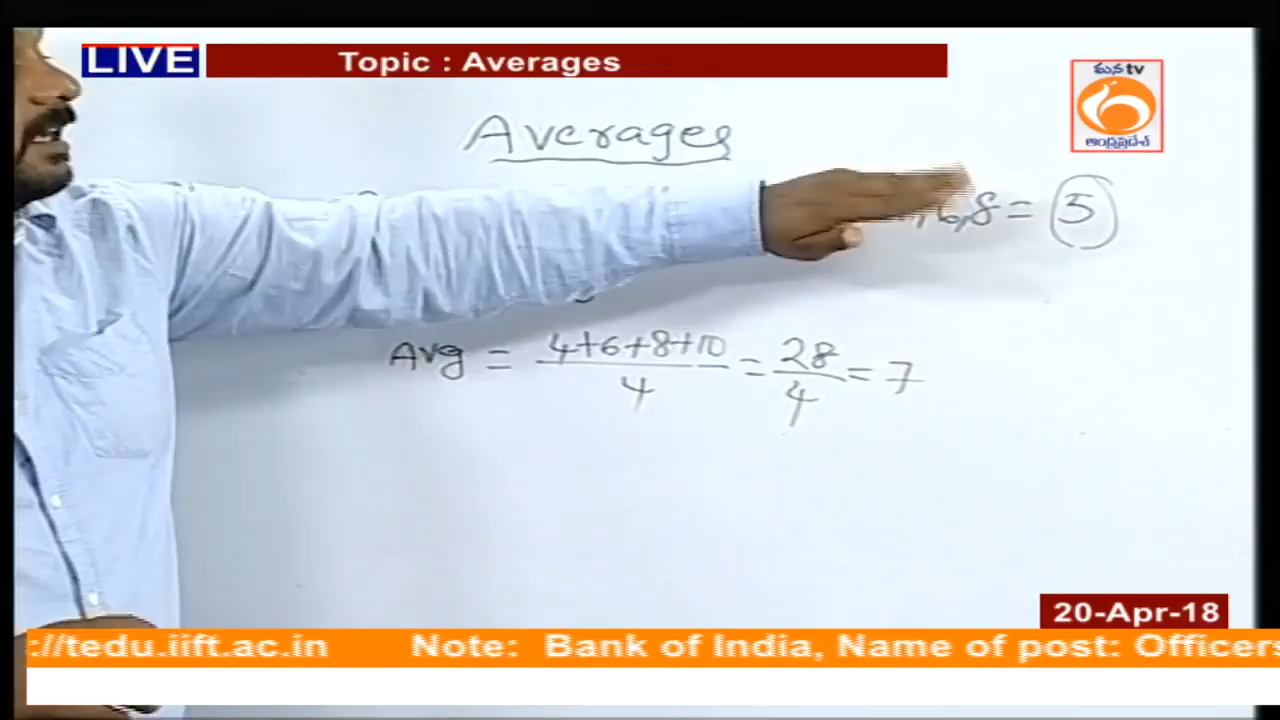 LIVE
Topic : Averages
మన tv
ఆంధ్రప్రదేశ్
Averages
,6,8 = 5
Avg = 4+6+8+10 / 4 = 28 / 4 = 7
20-Apr-18
://tedu.iift.ac.in Note: Bank of India, Name of post: Officers